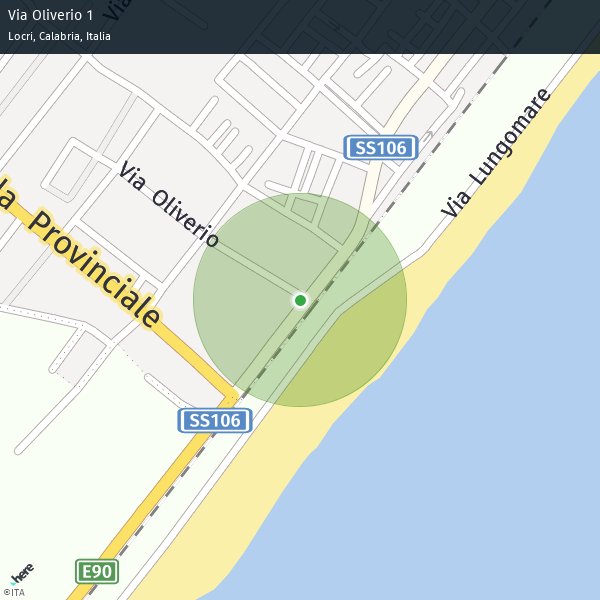 Via Oliverio 1
Locri, Calabria, Italia
Via
SS106
Via Lungomare
Via Oliverio
la Provinciale
SS106
E90
here
©ITA